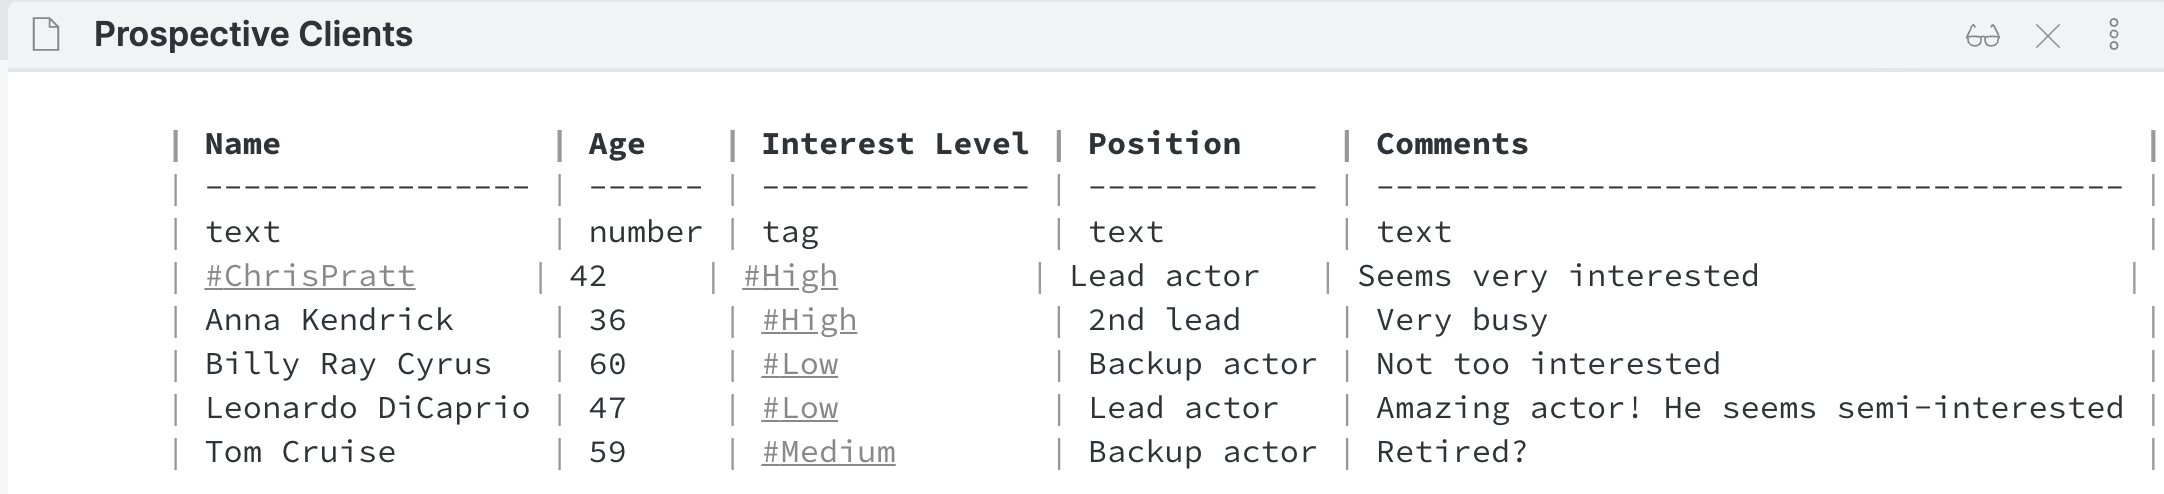 Prospective Clients
| Name              | Age    | Interest Level | Position     | Comments                                |
| ----------------- | ------ | -------------- | ------------ | --------------------------------------- |
| text              | number | tag            | text         | text                                    |
| #ChrisPratt      | 42     | #High          | Lead actor   | Seems very interested                   |
| Anna Kendrick     | 36     | #High          | 2nd lead     | Very busy                               |
| Billy Ray Cyrus   | 60     | #Low           | Backup actor | Not too interested                      |
| Leonardo DiCaprio | 47     | #Low           | Lead actor   | Amazing actor! He seems semi-interested |
| Tom Cruise        | 59     | #Medium        | Backup actor | Retired?                                |